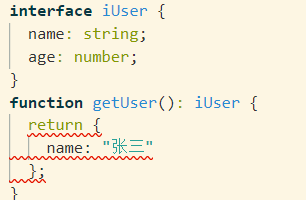 interface iUser {
  name: string;
  age: number;
}
function getUser(): iUser {
  return {
    name: "张三"
  };
}